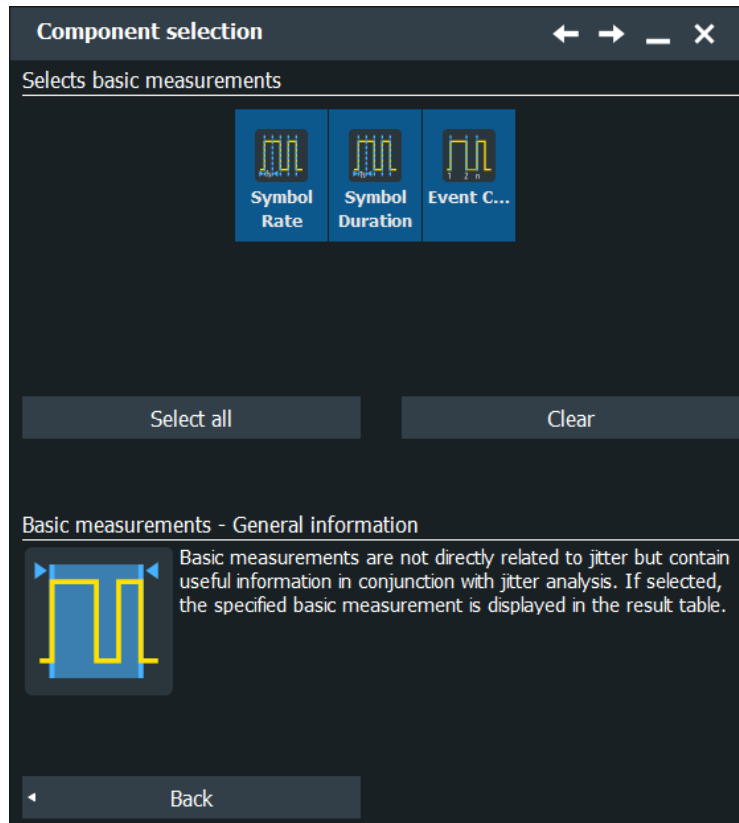 Component selection
Selects basic measurements
Symbol
Rate
Symbol
Duration
Event C...
1 2 n
Select all
Clear
Basic measurements - General information
Basic measurements are not directly related to jitter but contain
useful information in conjunction with jitter analysis. If selected,
the specified basic measurement is displayed in the result table.
Back